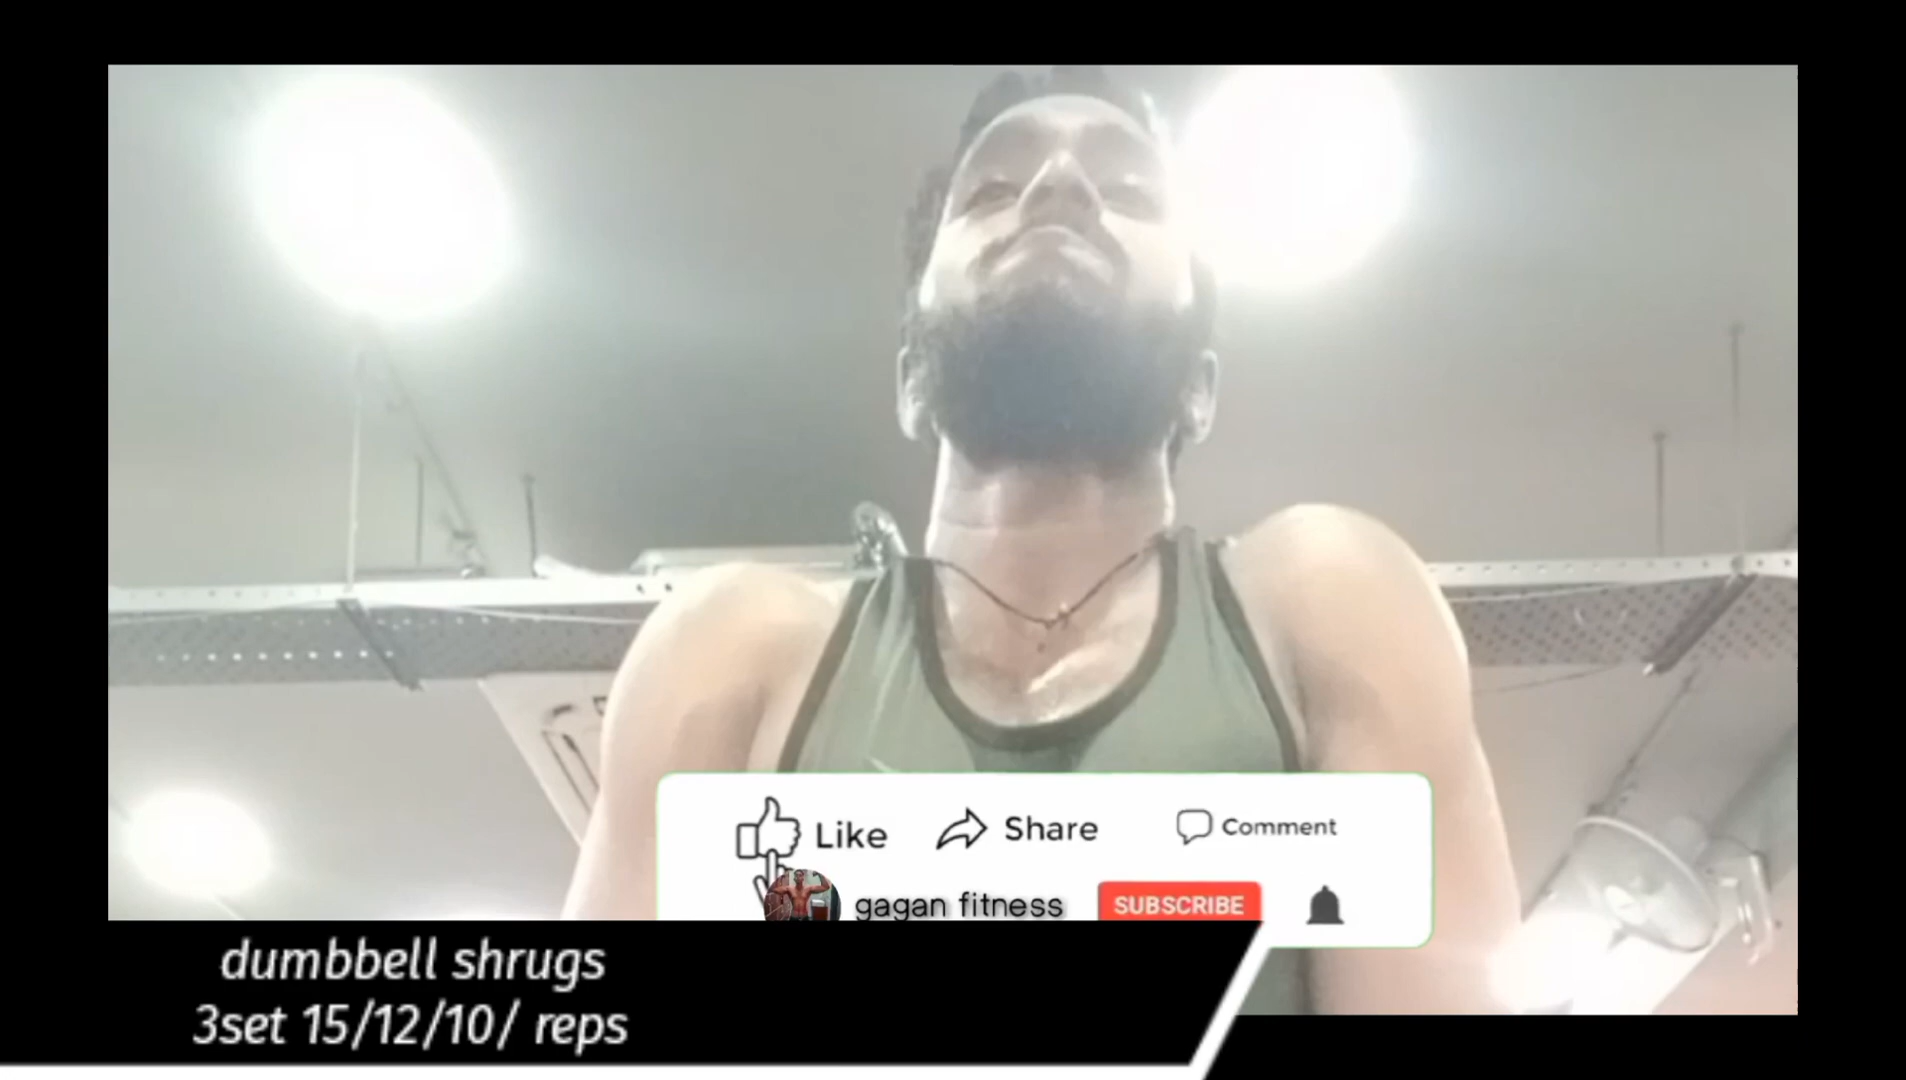 Like Share Comment
gagan fitness SUBSCRIBE
dumbbell shrugs
3set 15/12/10/ reps